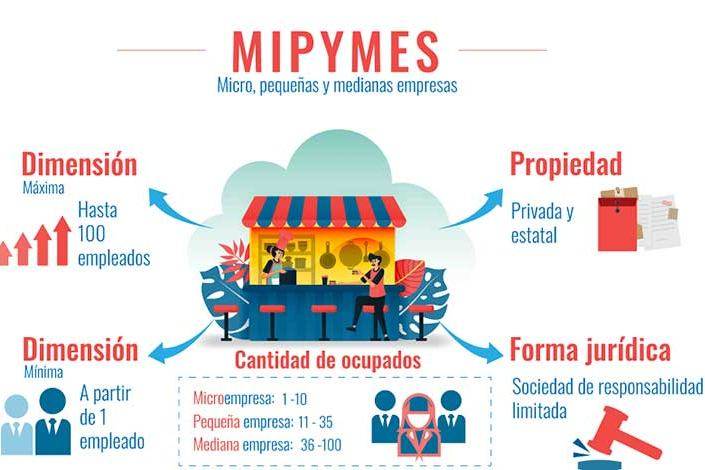 MIPYMES
Micro, pequeñas y medianas empresas
Dimensión
Máxima
Hasta
100
empleados
Propiedad
Privada y
estatal
Dimensión
Mínima
A partir
de 1
empleado
Cantidad de ocupados
Microempresa: 1 -10
Pequeña empresa: 11 - 35
Mediana empresa: 36 -100
Forma jurídica
Sociedad de responsabilidad
limitada